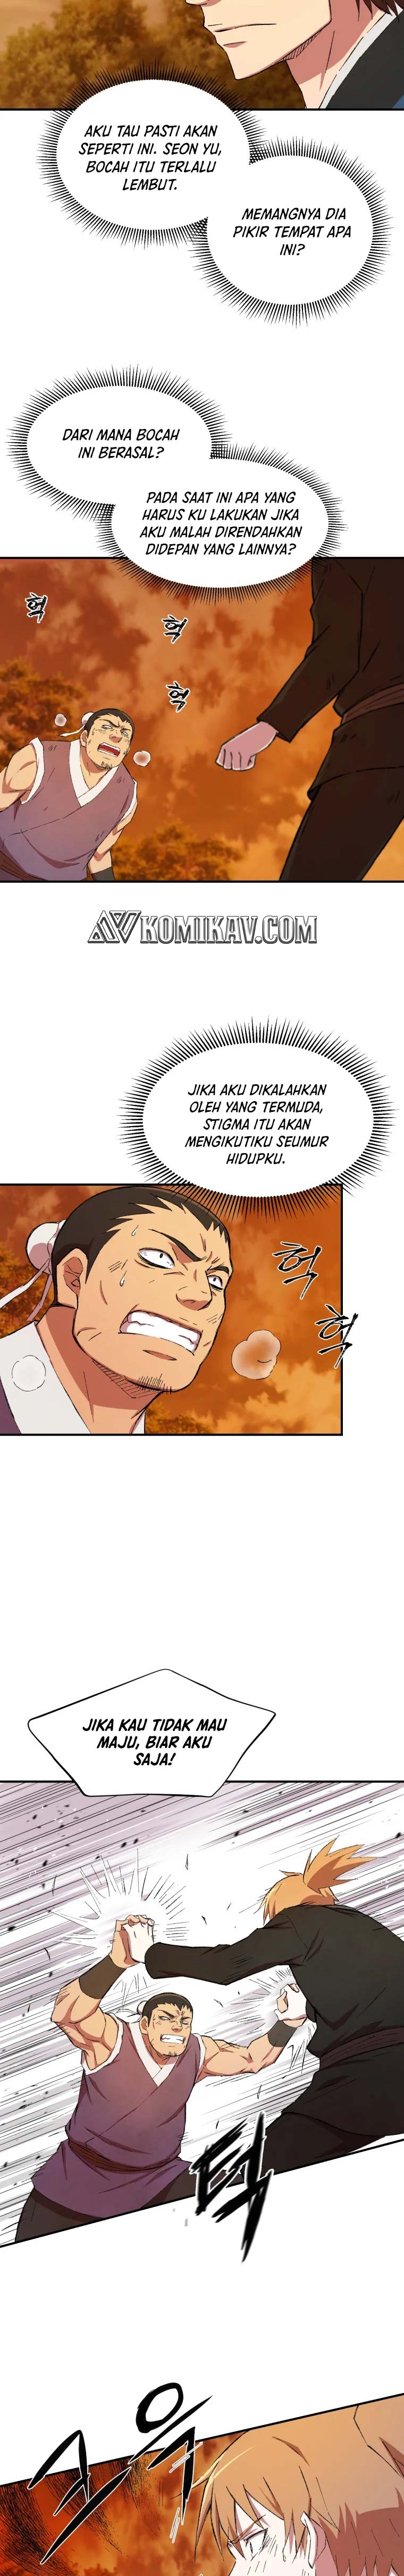 AKU TAU PASTI AKAN
SEPERTI INI. SEON YU,
BOCAH ITU TERLALU
LEMBUT.
MEMANGNYA DIA
PIKIR TEMPAT APA
INI?
DARI MANA BOCAH
INI BERASAL?
PADA SAAT INI APA YANG
HARUS KU LAKUKAN JIKA
AKU MALAH DIRENDAHKAN
DIDEPAN YANG LAINNYA?
헉
헉
헉
KOMIKAV.COM
JIKA AKU DIKALAHKAN
OLEH YANG TERMUDA,
STIGMA ITU AKAN
MENGIKUTIKU SEUMUR
HIDUPKU.
헉
헉
JIKA KAU TIDAK MAU
MAJU, BIAR AKU
SAJA!
턱
스윽